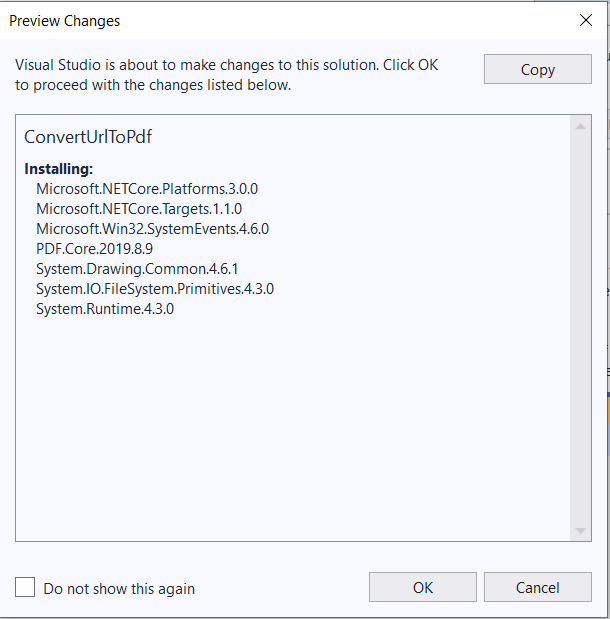 Preview Changes
Visual Studio is about to make changes to this solution. Click OK
to proceed with the changes listed below.
Copy
ConvertUrlToPdf
Installing:
Microsoft.NETCore.Platforms.3.0.0
Microsoft.NETCore.Targets.1.1.0
Microsoft.Win32.SystemEvents.4.6.0
PDF.Core.2019.8.9
System.Drawing.Common.4.6.1
System.IO.FileSystem.Primitives.4.3.0
System.Runtime.4.3.0
Do not show this again
OK
Cancel